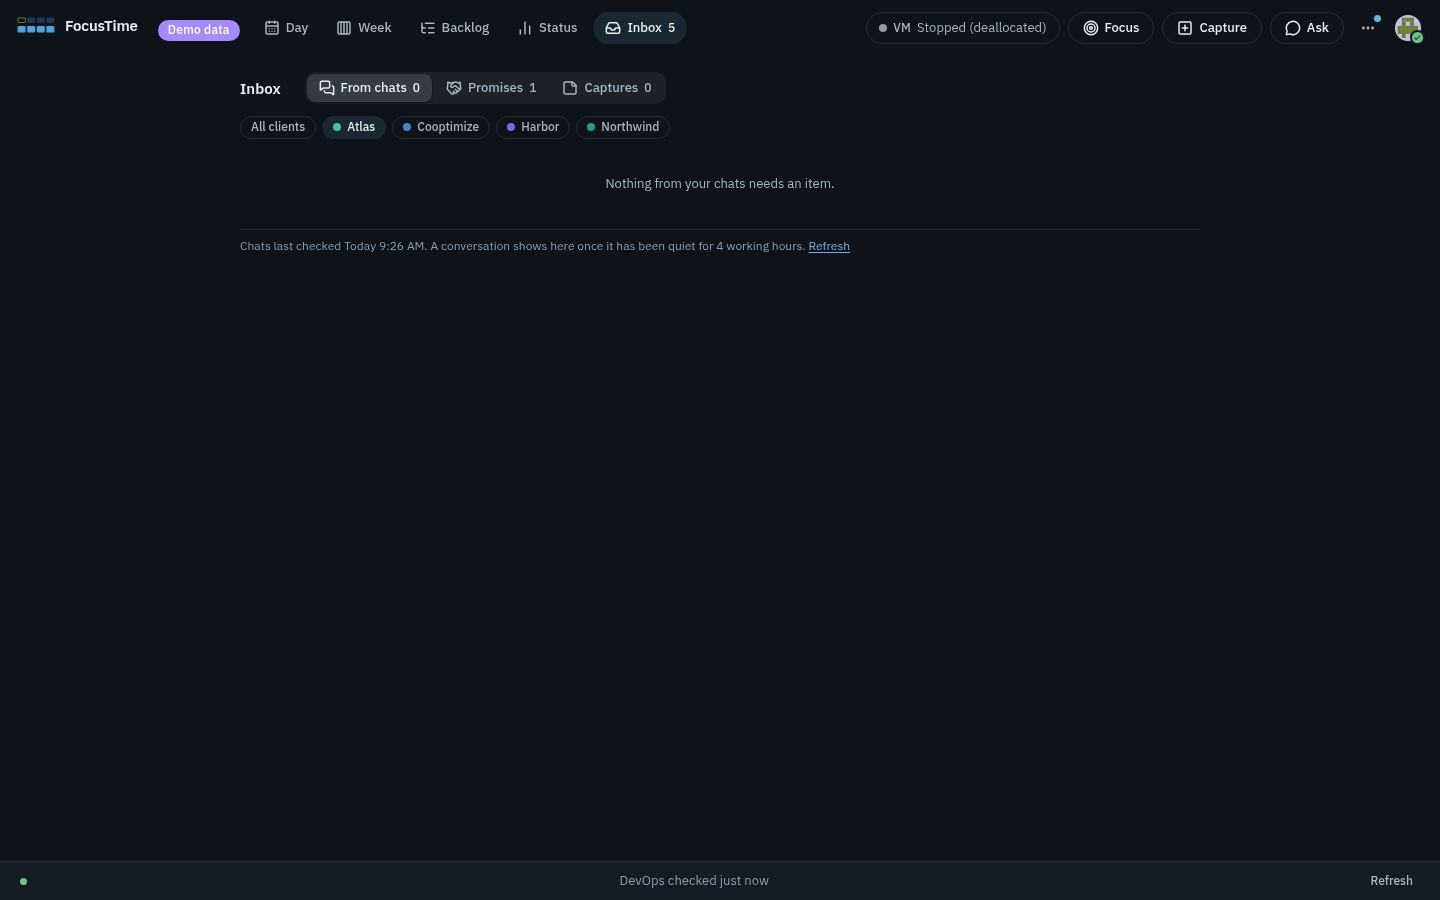 FocusTime
Demo data
Day
Week
Backlog
Status
Inbox 5
VM Stopped (deallocated)
Focus
Capture
Ask
Inbox
From chats 0
Promises 1
Captures 0
All clients
Atlas
Cooptimize
Harbor
Northwind
Nothing from your chats needs an item.
Chats last checked Today 9:26 AM. A conversation shows here once it has been quiet for 4 working hours. Refresh
DevOps checked just now
Refresh